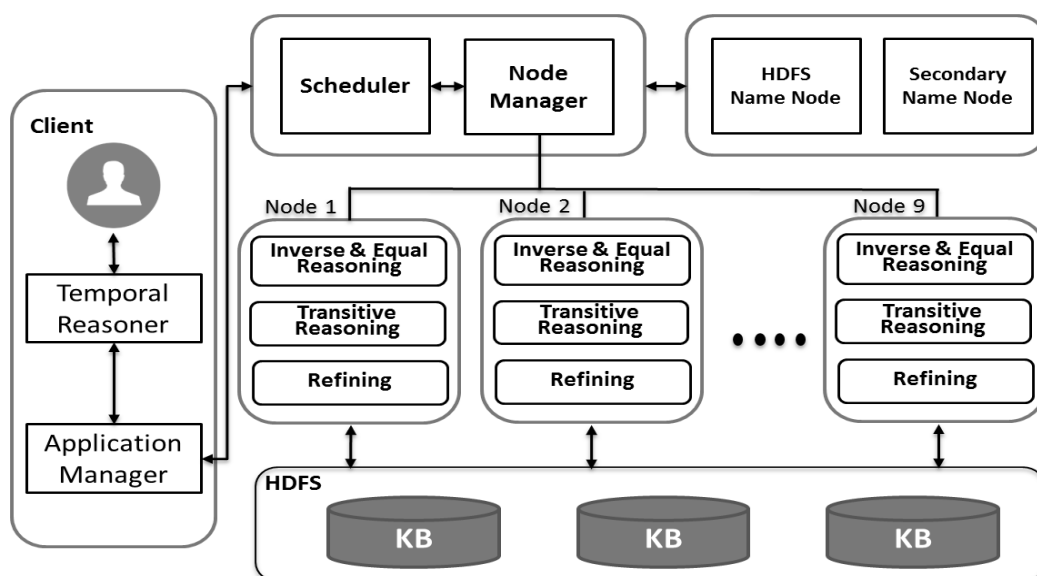 Client
Temporal
Reasoner
Application
Manager
Scheduler
Node
Manager
HDFS
Name Node
Secondary
Name Node
Node 1
Inverse & Equal
Reasoning
Transitive
Reasoning
Refining
Node 2
Inverse & Equal
Reasoning
Transitive
Reasoning
Refining
Node 9
Inverse & Equal
Reasoning
Transitive
Reasoning
Refining
HDFS
KB
KB
KB